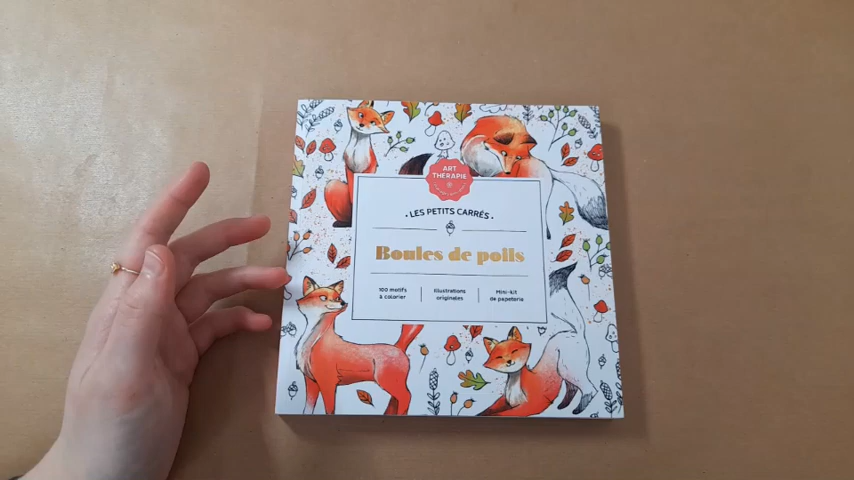 ART
THÉRAPIE
• LES PETITS CARRÉS •
Boules de poils
100 motifs
à colorier
Illustrations
originales
Mini-kit
de papeterie